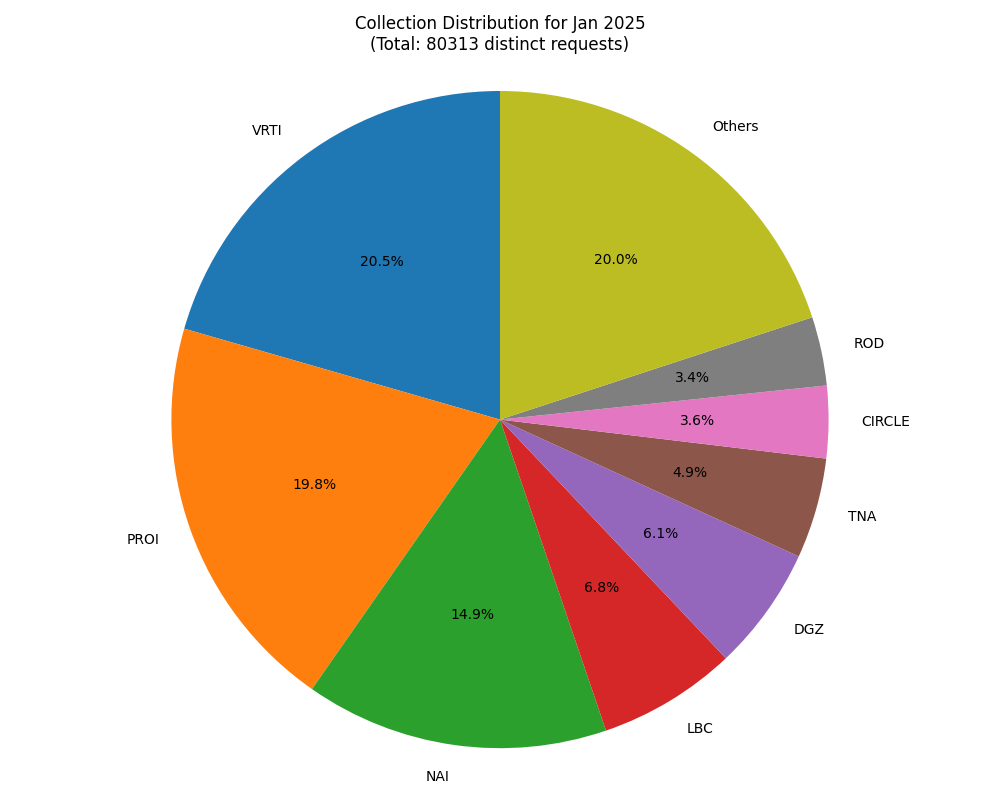 Collection Distribution for Jan 2025
(Total: 80313 distinct requests)
VRTI
20.5%
PROI
19.8%
NAI
14.9%
LBC
6.8%
DGZ
6.1%
TNA
4.9%
CIRCLE
3.6%
ROD
3.4%
Others
20.0%